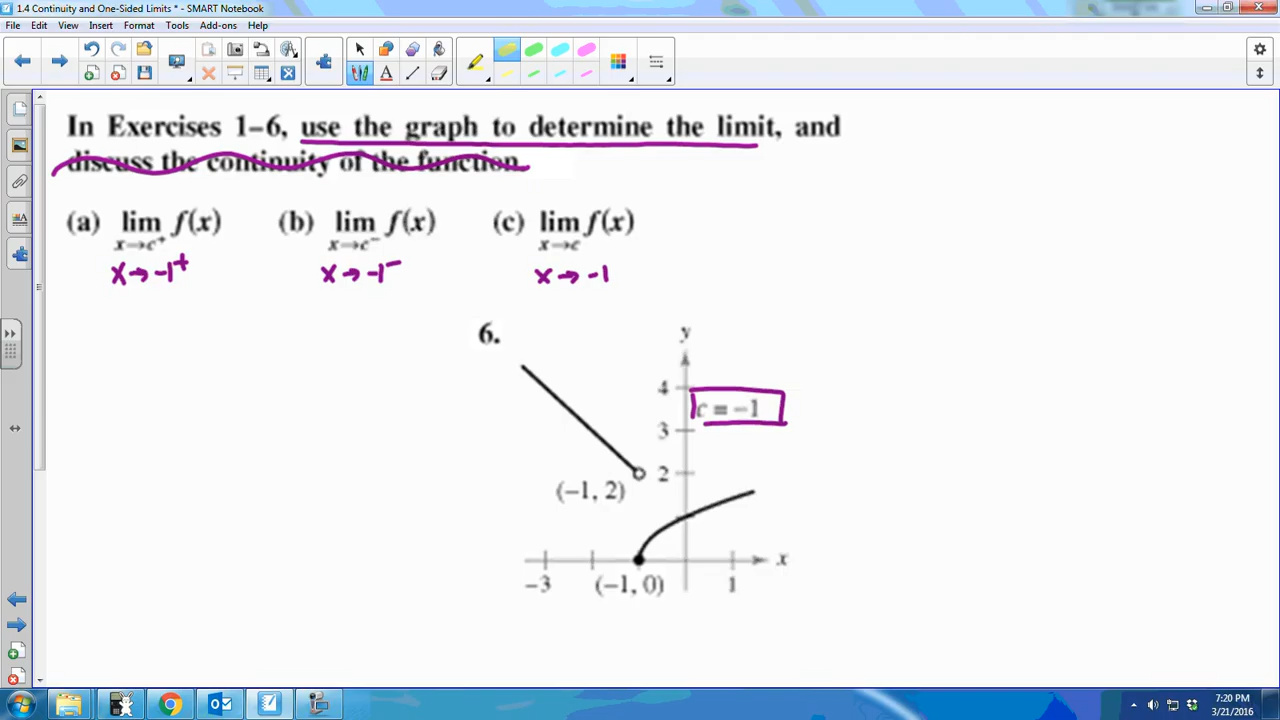 1.4 Continuity and One-Sided Limits * - SMART Notebook
File Edit View Insert Format Tools Add-ons Help
In Exercises 1–6, use the graph to determine the limit, and
discuss the continuity of the function.
(a) lim f(x) (b) lim f(x) (c) lim f(x)
x→c⁺ x→c⁻ x→c
x→-1⁺ x→-1⁻ x→-1
6.
y
4
c = −1
3
2
(−1, 2)
x
−3 (−1, 0) 1
7:20 PM
3/21/2016